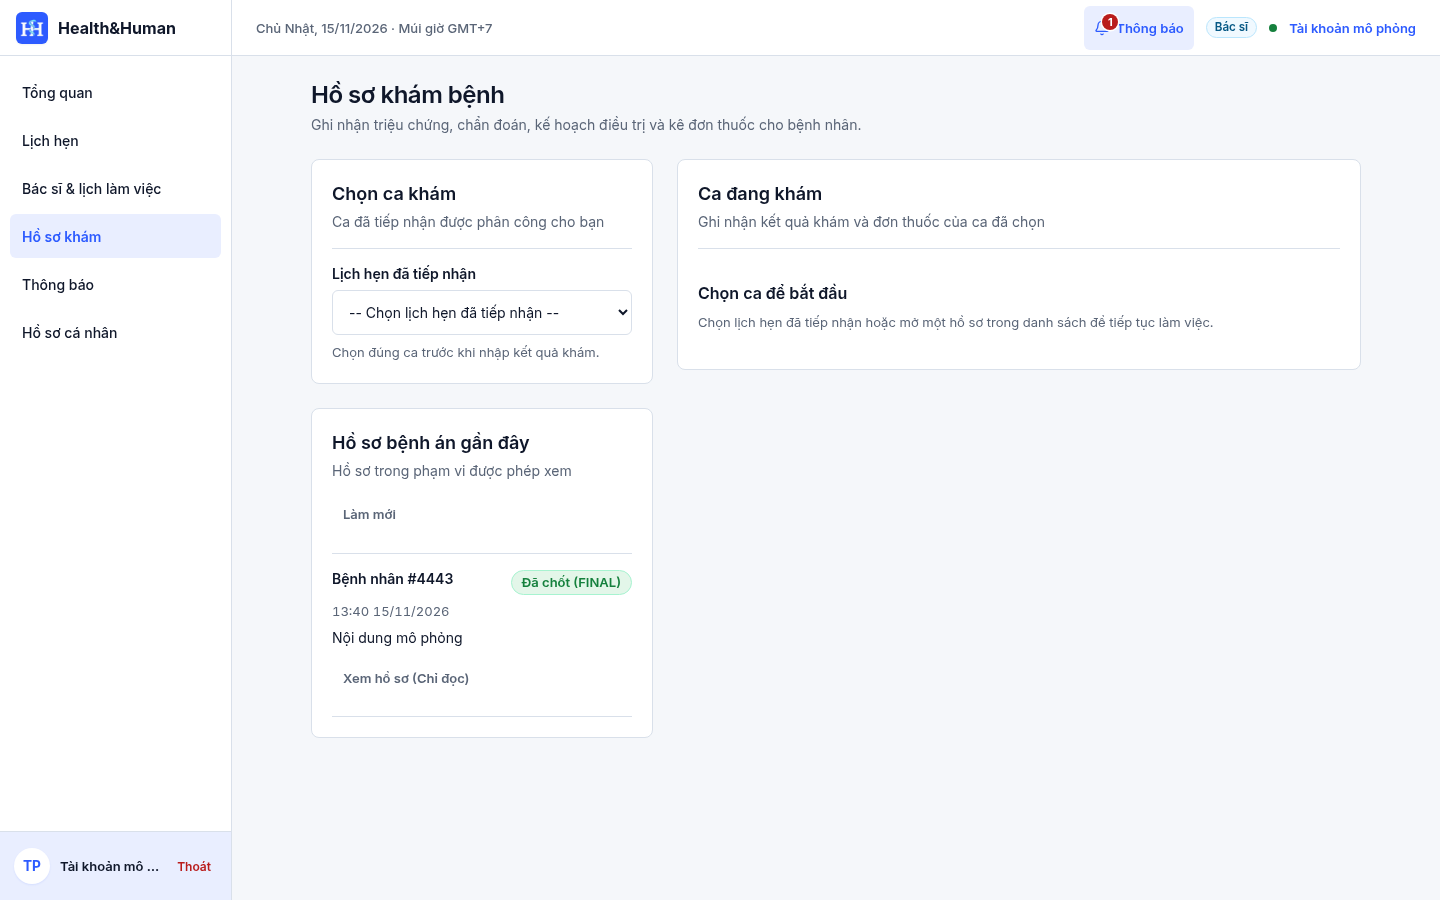 Health&Human
Chủ Nhật, 15/11/2026 · Múi giờ GMT+7
1
Thông báo
Bác sĩ
Tài khoản mô phỏng
Tổng quan
Lịch hẹn
Bác sĩ & lịch làm việc
Hồ sơ khám
Thông báo
Hồ sơ cá nhân
TP
Tài khoản mô ...
Thoát
Hồ sơ khám bệnh
Ghi nhận triệu chứng, chẩn đoán, kế hoạch điều trị và kê đơn thuốc cho bệnh nhân.
Chọn ca khám
Ca đã tiếp nhận được phân công cho bạn
Lịch hẹn đã tiếp nhận
-- Chọn lịch hẹn đã tiếp nhận --
Chọn đúng ca trước khi nhập kết quả khám.
Ca đang khám
Ghi nhận kết quả khám và đơn thuốc của ca đã chọn
Chọn ca để bắt đầu
Chọn lịch hẹn đã tiếp nhận hoặc mở một hồ sơ trong danh sách để tiếp tục làm việc.
Hồ sơ bệnh án gần đây
Hồ sơ trong phạm vi được phép xem
Làm mới
Bệnh nhân #4443
Đã chốt (FINAL)
13:40 15/11/2026
Nội dung mô phỏng
Xem hồ sơ (Chỉ đọc)